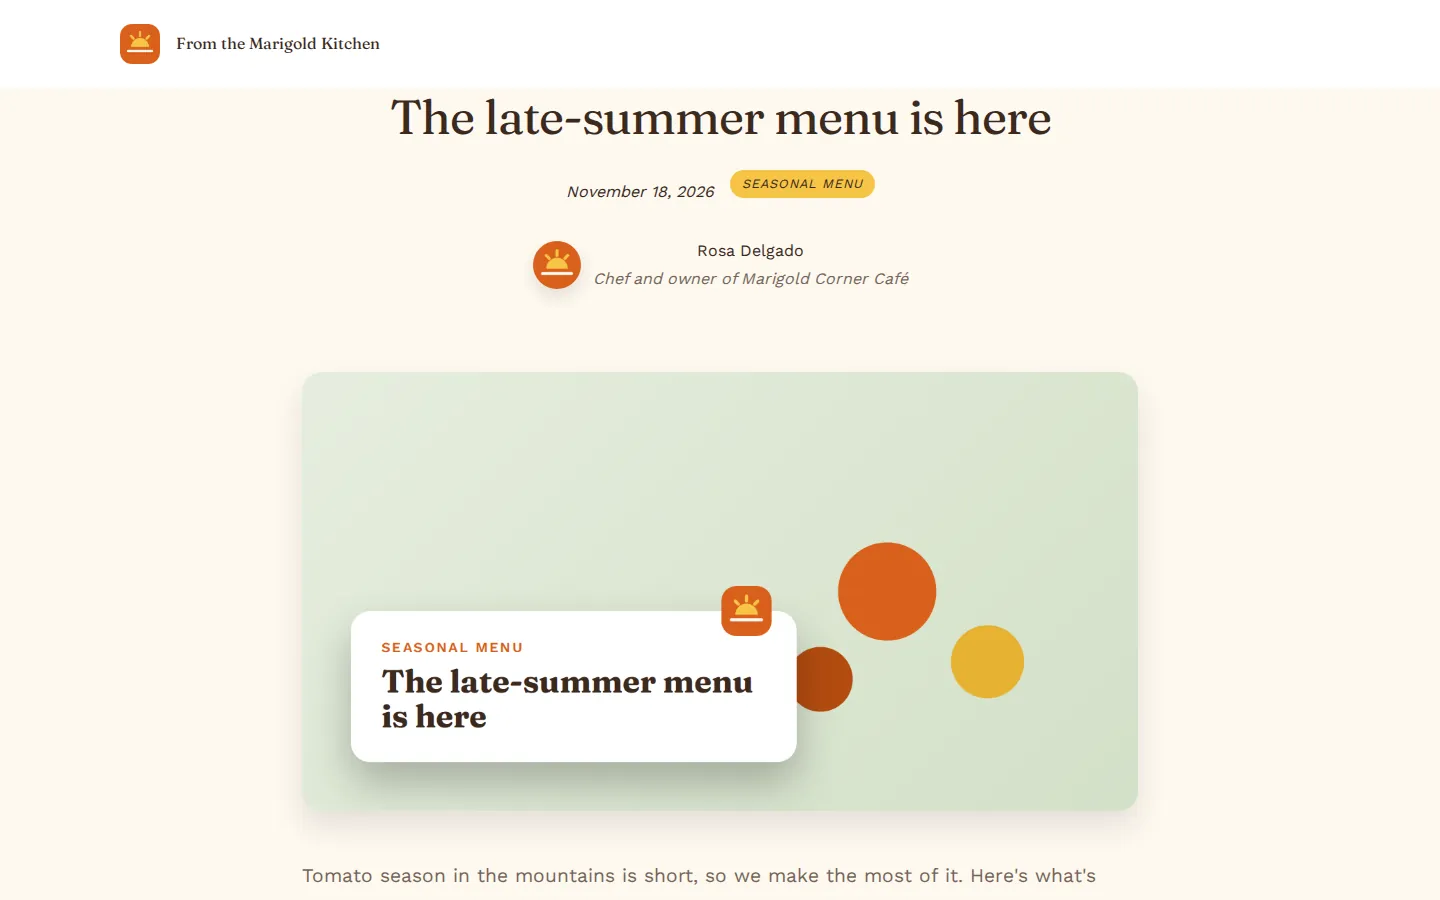 From the Marigold Kitchen
The late-summer menu is here
November 18, 2026 SEASONAL MENU
Rosa Delgado
Chef and owner of Marigold Corner Café
SEASONAL MENU
The late-summer menu
is here
Tomato season in the mountains is short, so we make the most of it. Here's what's